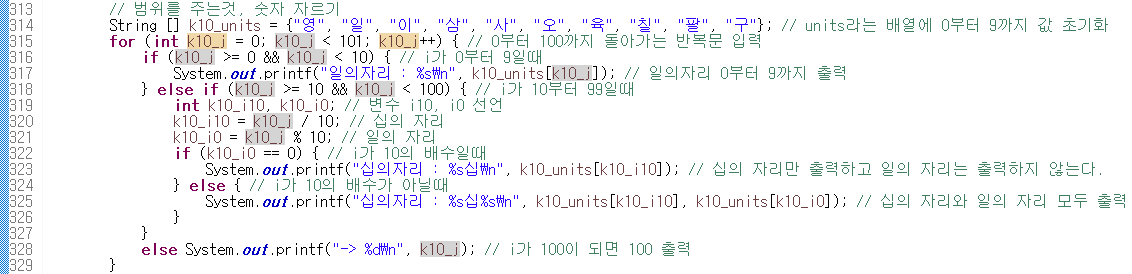 313 // 범위를 주는것, 숫자 자르기
314 String [] k10_units = {"영", "일", "이", "삼", "사", "오", "육", "칠", "팔", "구"}; // units라는 배열에 0부터 9까지 값 초기화
315 for (int k10_j = 0; k10_j < 101; k10_j++) { // 0부터 100까지 돌아가는 반복문 입력
316 if (k10_j >= 0 && k10_j < 10) { // i가 0부터 9일때
317 System.out.printf("일의자리 : %s₩n", k10_units[k10_j]); // 일의자리 0부터 9까지 출력
318 } else if (k10_j >= 10 && k10_j < 100) { // i가 10부터 99일때
319 int k10_i10, k10_i0; // 변수 i10, i0 선언
320 k10_i10 = k10_j / 10; // 십의 자리
321 k10_i0 = k10_j % 10; // 일의 자리
322 if (k10_i0 == 0) { // i가 10의 배수일때
323 System.out.printf("십의자리 : %s십₩n", k10_units[k10_i10]); // 십의 자리만 출력하고 일의 자리는 출력하지 않는다.
324 } else { // i가 10의 배수가 아닐때
325 System.out.printf("십의자리 : %s십%s₩n", k10_units[k10_i10], k10_units[k10_i0]); // 십의 자리와 일의 자리 모두 출력
326 }
327 }
328 else System.out.printf("-> %d₩n", k10_j); // i가 100이 되면 100 출력
329 }